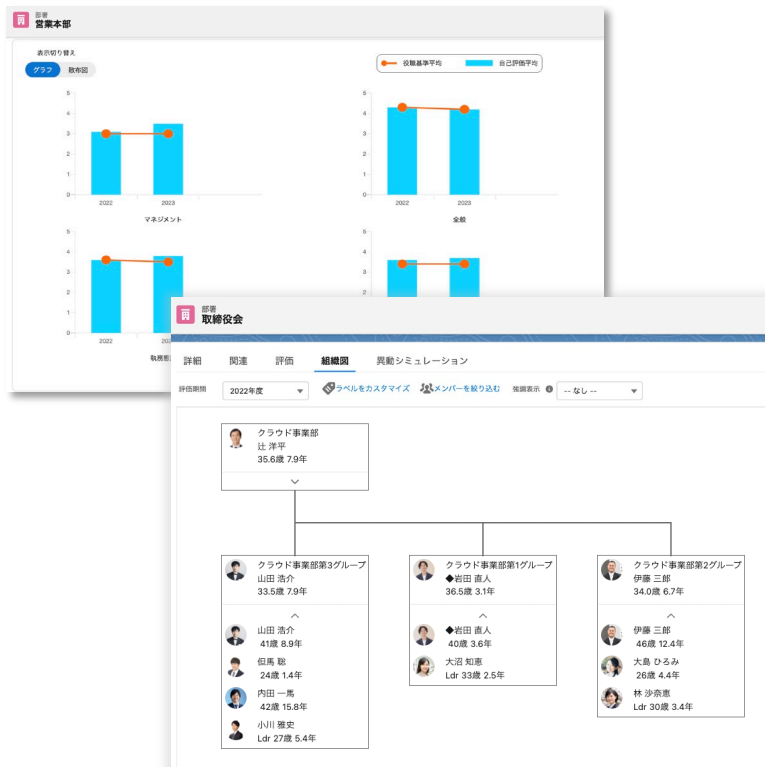 部署
営業本部
表示切り替え
グラフ 散布図
役職基準平均 自己評価平均
5
4
3
2
1
0
2022 2023
マネジメント
5
4
3
2
1
0
2022 2023
全般
5
4
3
2
1
0
2022 202
執務態
5
4
3
2
部署
取締役会
詳細 関連 評価 組織図 異動シミュレーション
評価期間 2022年度 ラベルをカスタマイズ メンバーを絞り込む 強調表示 -- なし --
クラウド事業部
辻 洋平
35.6歳 7.9年
クラウド事業部第3グループ
山田 浩介
33.5歳 7.9年
山田 浩介
41歳 8.9年
但馬 聡
24歳 1.4年
内田 一馬
42歳 15.8年
小川 雅史
Ldr 27歳 5.4年
クラウド事業部第1グループ
◆岩田 直人
36.5歳 3.1年
◆岩田 直人
40歳 3.6年
大沼 知恵
Ldr 33歳 2.5年
クラウド事業部第2グループ
伊藤 三郎
34.0歳 6.7年
伊藤 三郎
46歳 12.4年
大島 ひろみ
26歳 4.4年
林 沙奈恵
Ldr 30歳 3.4年